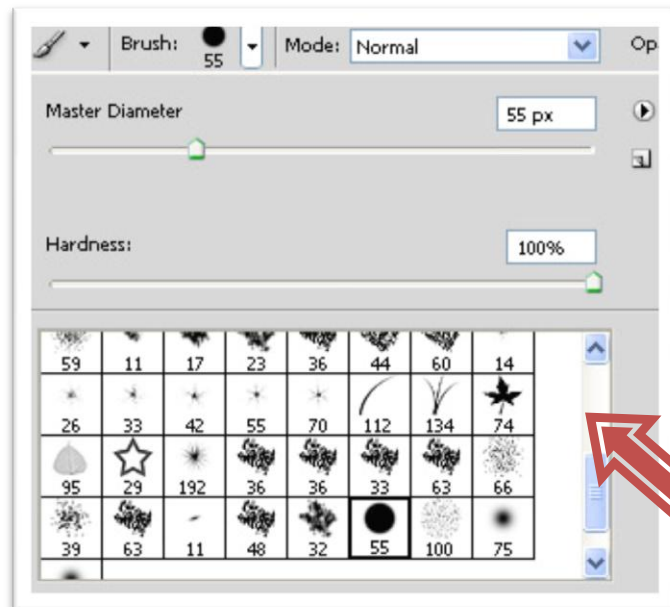 Brush: 55 Mode: Normal Op
Master Diameter 55 px
Hardness: 100%
59 11 17 23 36 44 60 14
26 33 42 55 70 112 134 74
95 29 192 36 36 33 63 66
39 63 11 48 32 55 100 75